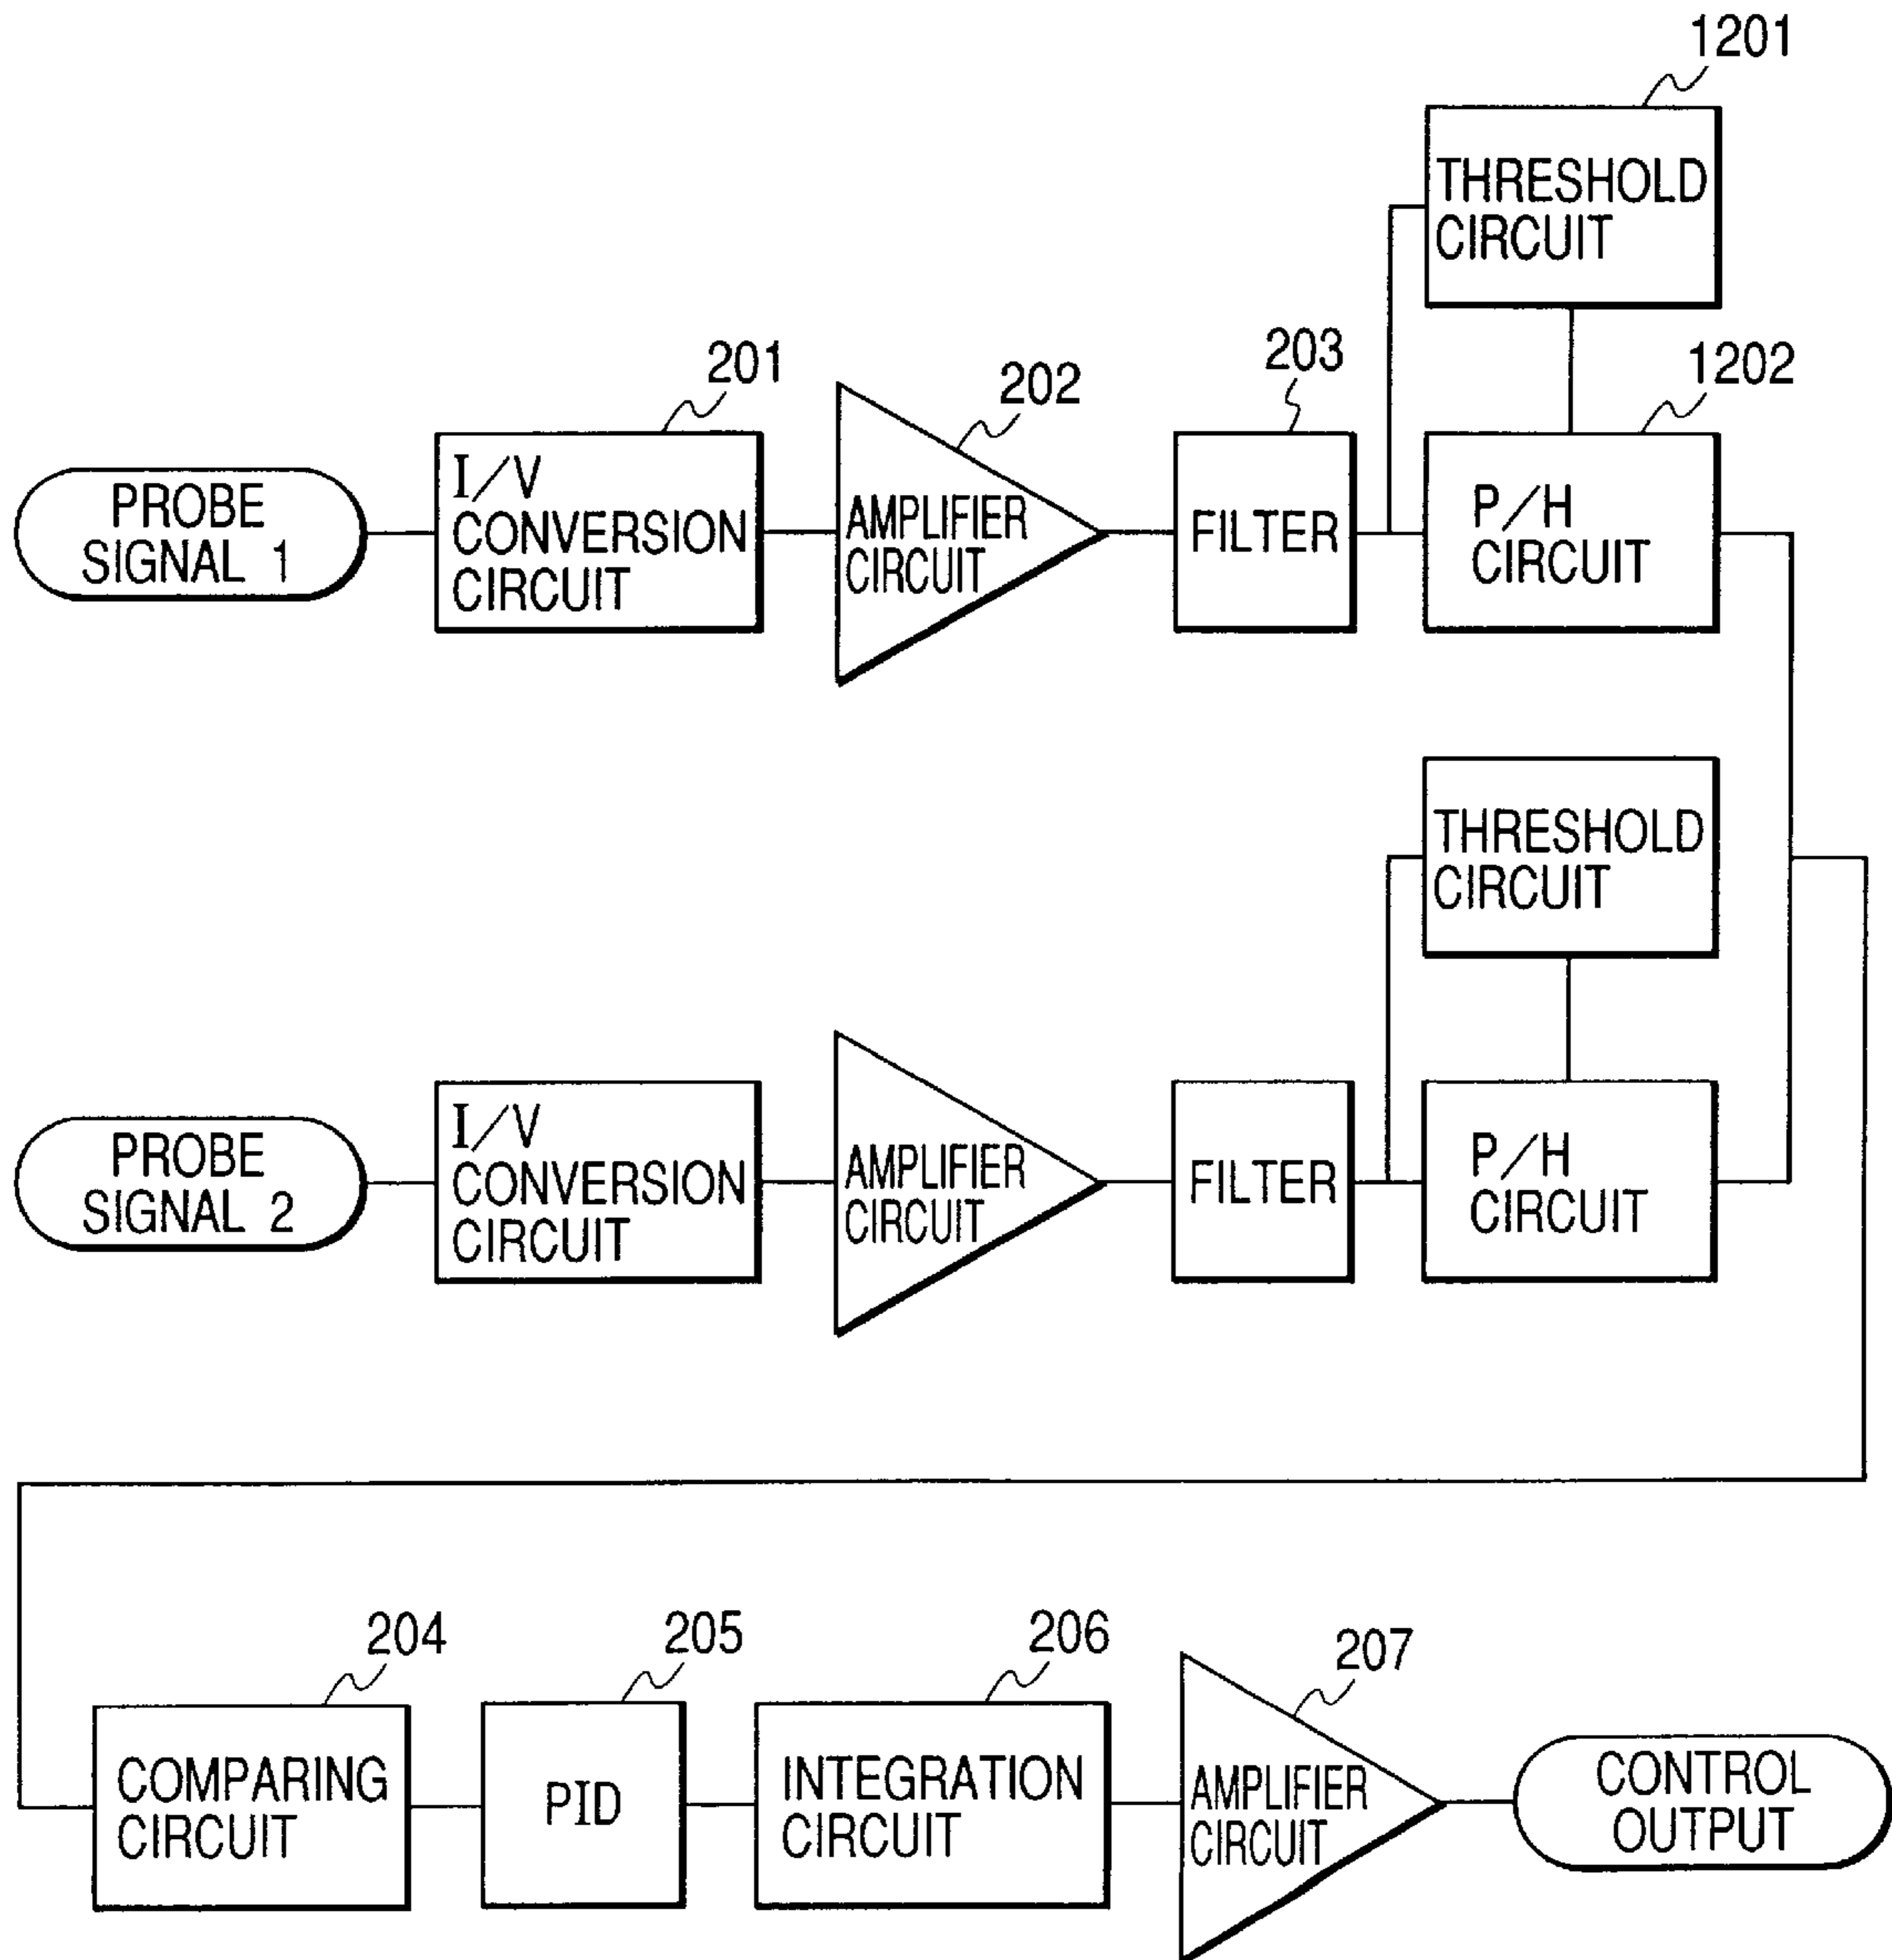 1201
THRESHOLD
CIRCUIT
201
202
203
1202
PROBE
SIGNAL 1
I/V
CONVERSION
CIRCUIT
AMPLIFIER
CIRCUIT
FILTER
P/H
CIRCUIT
THRESHOLD
CIRCUIT
PROBE
SIGNAL 2
I/V
CONVERSION
CIRCUIT
AMPLIFIER
CIRCUIT
FILTER
P/H
CIRCUIT
204
205
206
207
COMPARING
CIRCUIT
PID
INTEGRATION
CIRCUIT
AMPLIFIER
CIRCUIT
CONTROL
OUTPUT